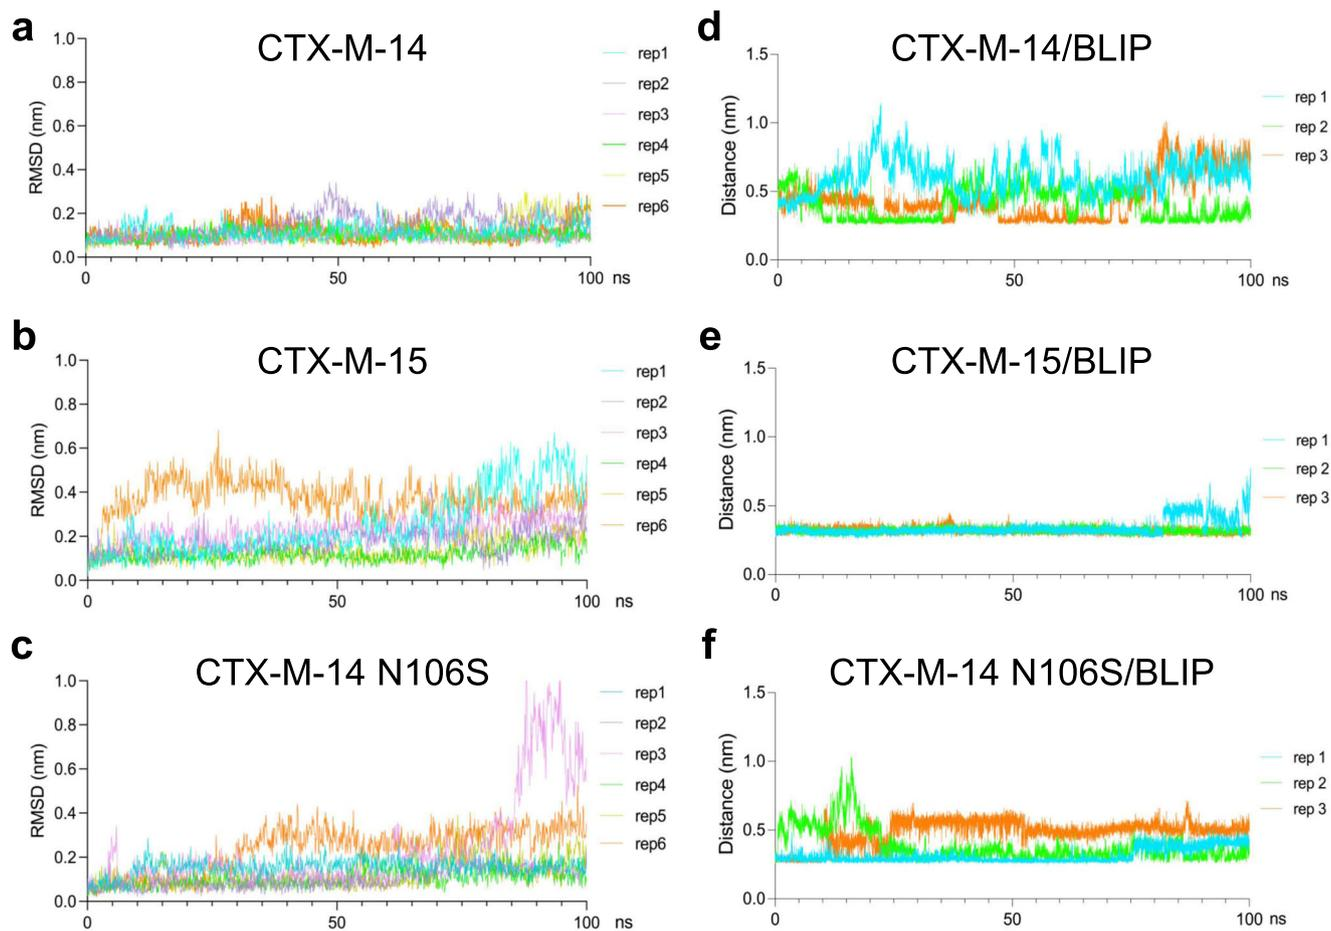 a
CTX-M-14
RMSD (nm)
1.0
0.8
0.6
0.4
0.2
0.0
0
50
100 ns
rep1
rep2
rep3
rep4
rep5
rep6
d
CTX-M-14/BLIP
Distance (nm)
1.5
1.0
0.5
0.0
0
50
100 ns
rep 1
rep 2
rep 3
b
CTX-M-15
RMSD (nm)
1.0
0.8
0.6
0.4
0.2
0.0
0
50
100 ns
rep1
rep2
rep3
rep4
rep5
rep6
e
CTX-M-15/BLIP
Distance (nm)
1.5
1.0
0.5
0.0
0
50
100 ns
rep 1
rep 2
rep 3
c
CTX-M-14 N106S
RMSD (nm)
1.0
0.8
0.6
0.4
0.2
0.0
0
50
100 ns
rep1
rep2
rep3
rep4
rep5
rep6
f
CTX-M-14 N106S/BLIP
Distance (nm)
1.5
1.0
0.5
0.0
0
50
100 ns
rep 1
rep 2
rep 3